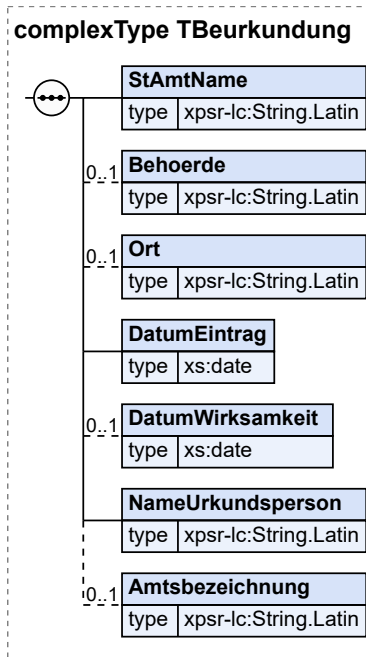 complexType TBeurkundung
StAmtName
type xpsr-lc:String.Latin
0..1 Behoerde
type xpsr-lc:String.Latin
0..1 Ort
type xpsr-lc:String.Latin
DatumEintrag
type xs:date
0..1 DatumWirksamkeit
type xs:date
NameUrkundsperson
type xpsr-lc:String.Latin
0..1 Amtsbezeichnung
type xpsr-lc:String.Latin